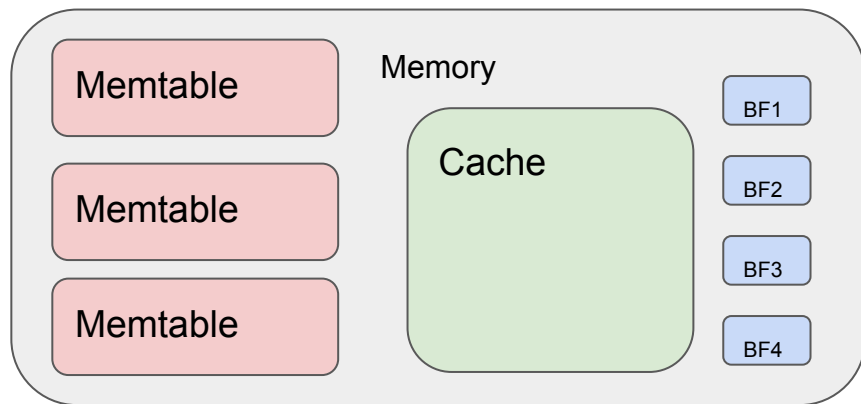 Memory
Memtable
Memtable
Memtable
Cache
BF1
BF2
BF3
BF4